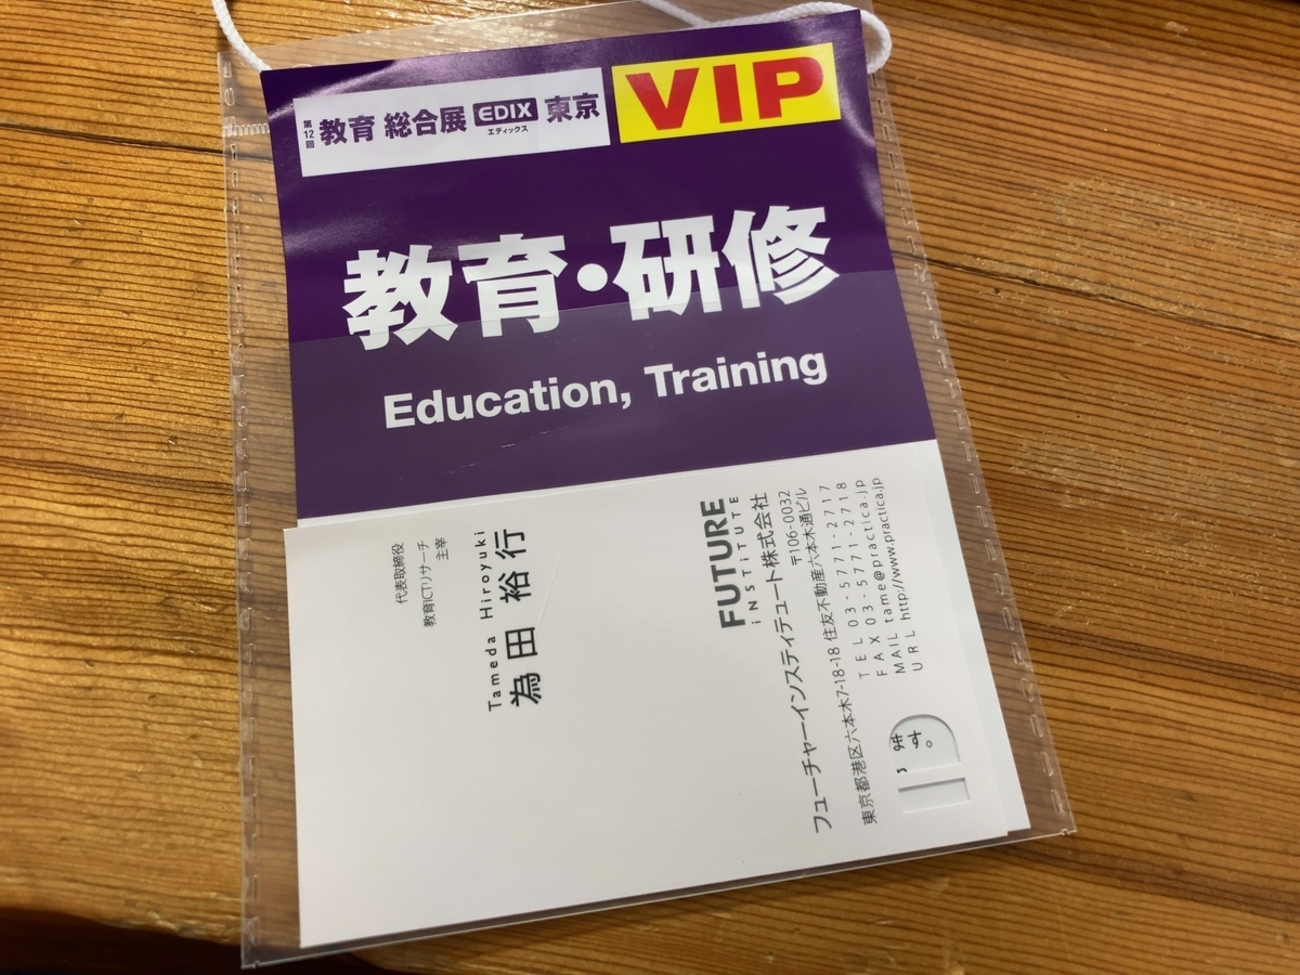 第12回 教育 総合展 EDIX 東京
エディックス
VIP
教育・研修
Education, Training
代表取締役
教育ICTリサーチ 主宰
Tameda Hiroyuki
為田 裕行
FUTURE
iNSTiTUTE
フューチャーインスティテュート株式会社
〒106-0032
東京都港区六本木7-18-18 住友不動産六本木通ビル
TEL 03-5771-2717
FAX 03-5771-2718
MAIL tame@practica.jp
URL http://www.practica.jp